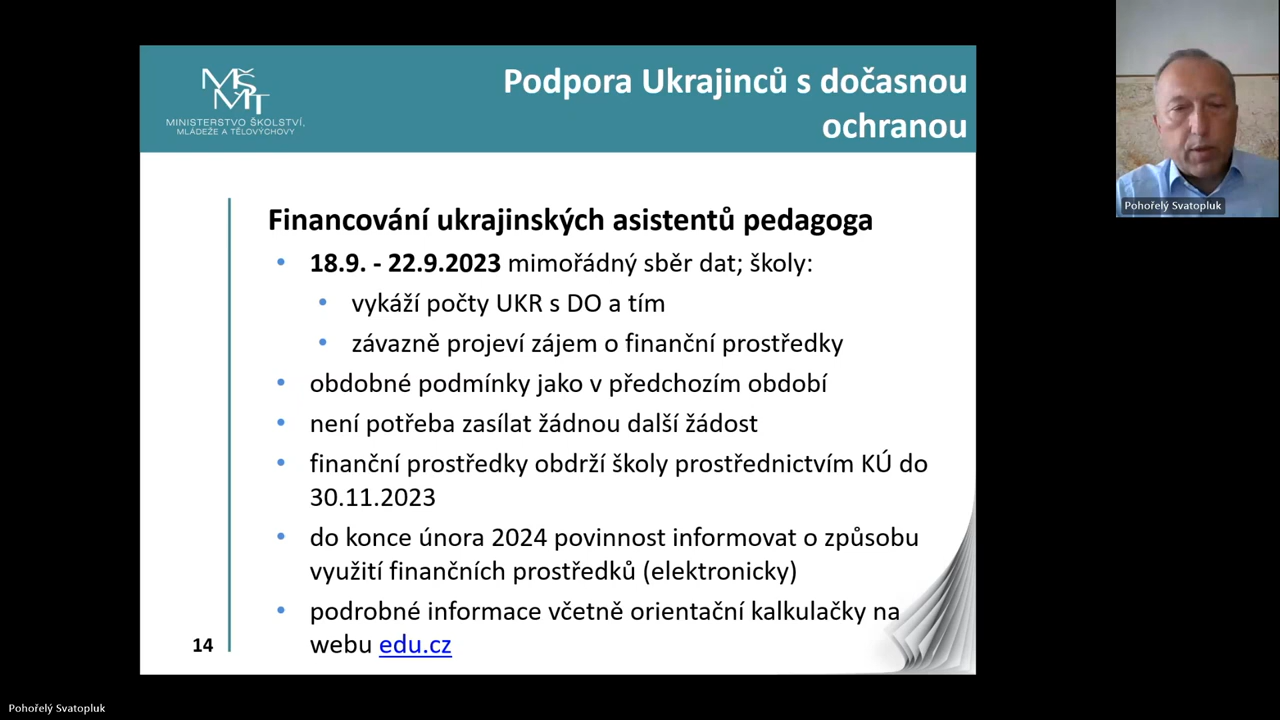 MŠMT
MINISTERSTVO ŠKOLSTVÍ,
MLÁDEŽE A TĚLOVÝCHOVY
Podpora Ukrajinců s dočasnou
ochranou
Financování ukrajinských asistentů pedagoga
• 18.9. - 22.9.2023 mimořádný sběr dat; školy:
• vykáží počty UKR s DO a tím
• závazně projeví zájem o finanční prostředky
• obdobné podmínky jako v předchozím období
• není potřeba zasílat žádnou další žádost
• finanční prostředky obdrží školy prostřednictvím KÚ do
30.11.2023
• do konce února 2024 povinnost informovat o způsobu
využití finančních prostředků (elektronicky)
• podrobné informace včetně orientační kalkulačky na
webu edu.cz
14
Pohořelý Svatopluk
Pohořelý Svatopluk